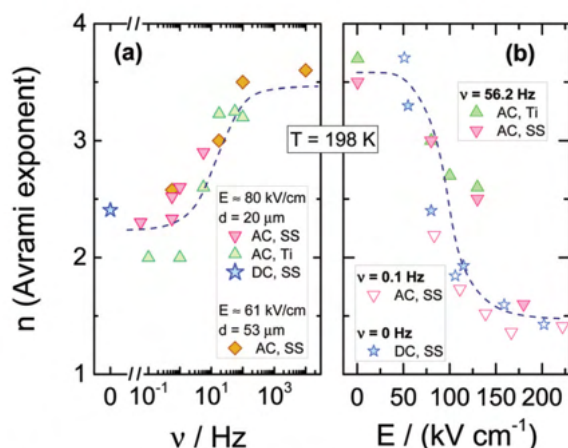 4
3
2
1
n (Avrami exponent)
(a)
E ≈ 80 kV/cm
d = 20 μm
AC, SS
AC, Ti
DC, SS
E ≈ 61 kV/cm
d = 53 μm
AC, SS
0 10⁻¹ 10¹ 10³
ν / Hz
T = 198 K
(b)
ν = 56.2 Hz
AC, Ti
AC, SS
ν = 0.1 Hz
AC, SS
ν = 0 Hz
DC, SS
0 50 100 150 200
E / (kV cm⁻¹)